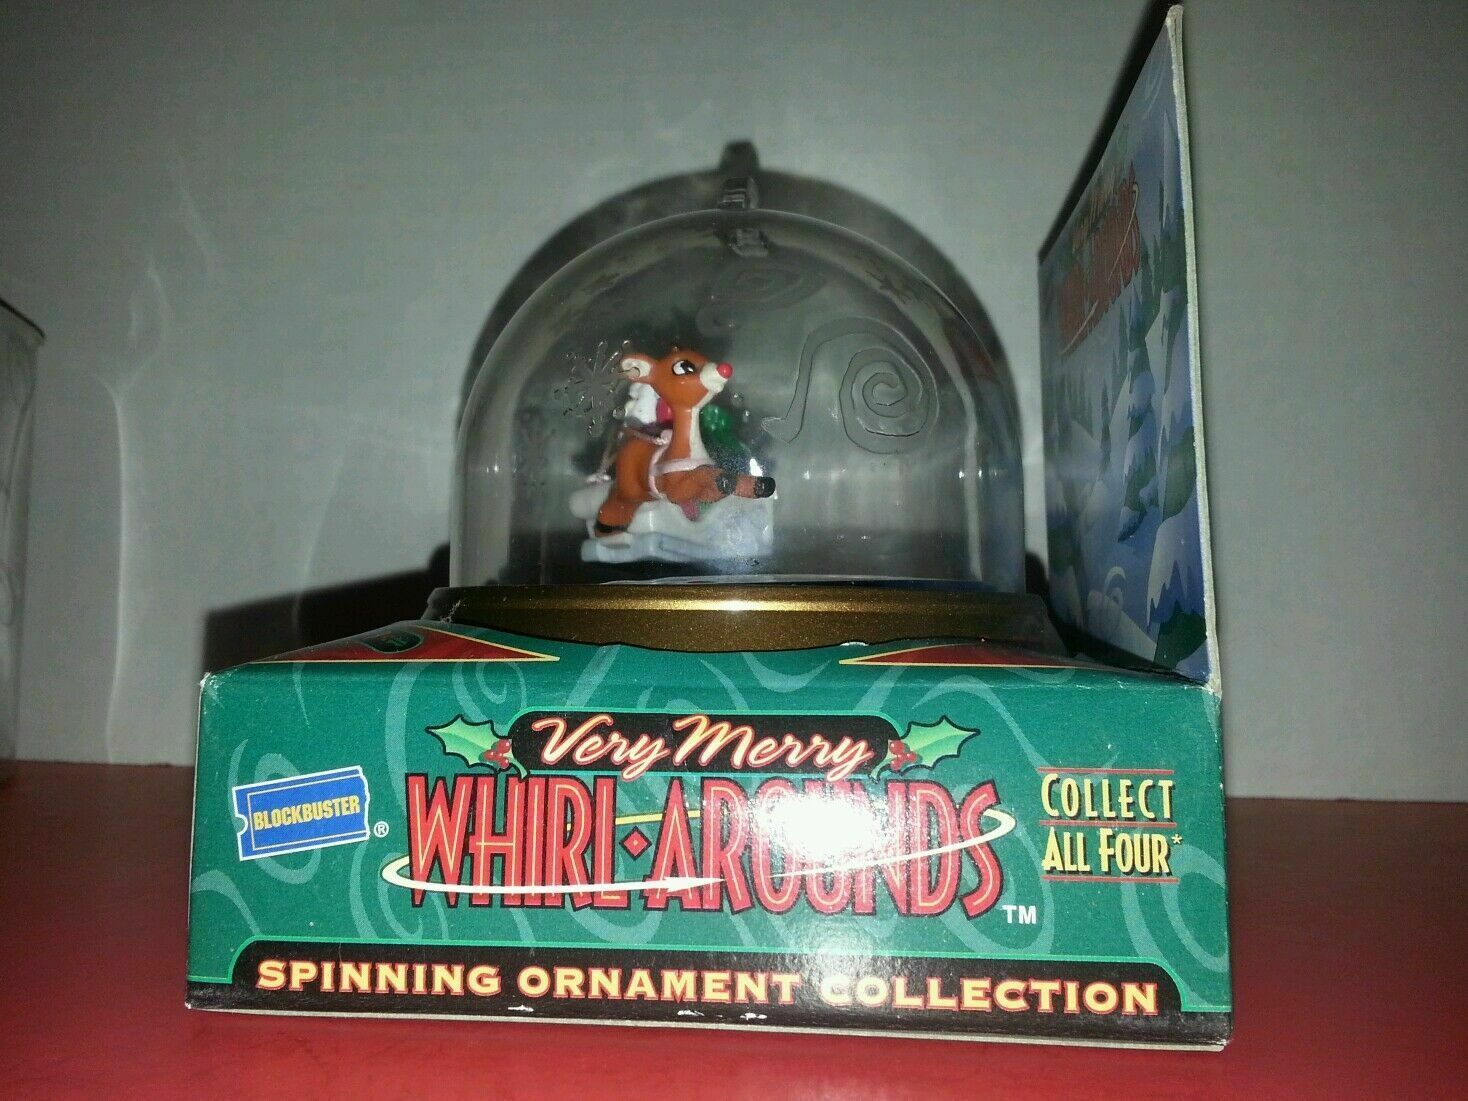 Very Merry
BLOCKBUSTER ®
WHIRL·AROUNDS ™
COLLECT
ALL FOUR*
SPINNING ORNAMENT COLLECTION